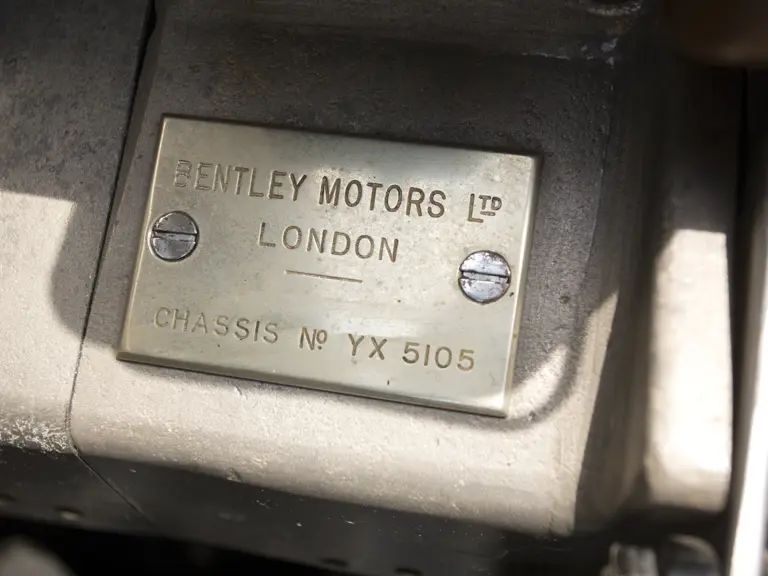 BENTLEY MOTORS LTD
LONDON
CHASSIS Nº YX 5105